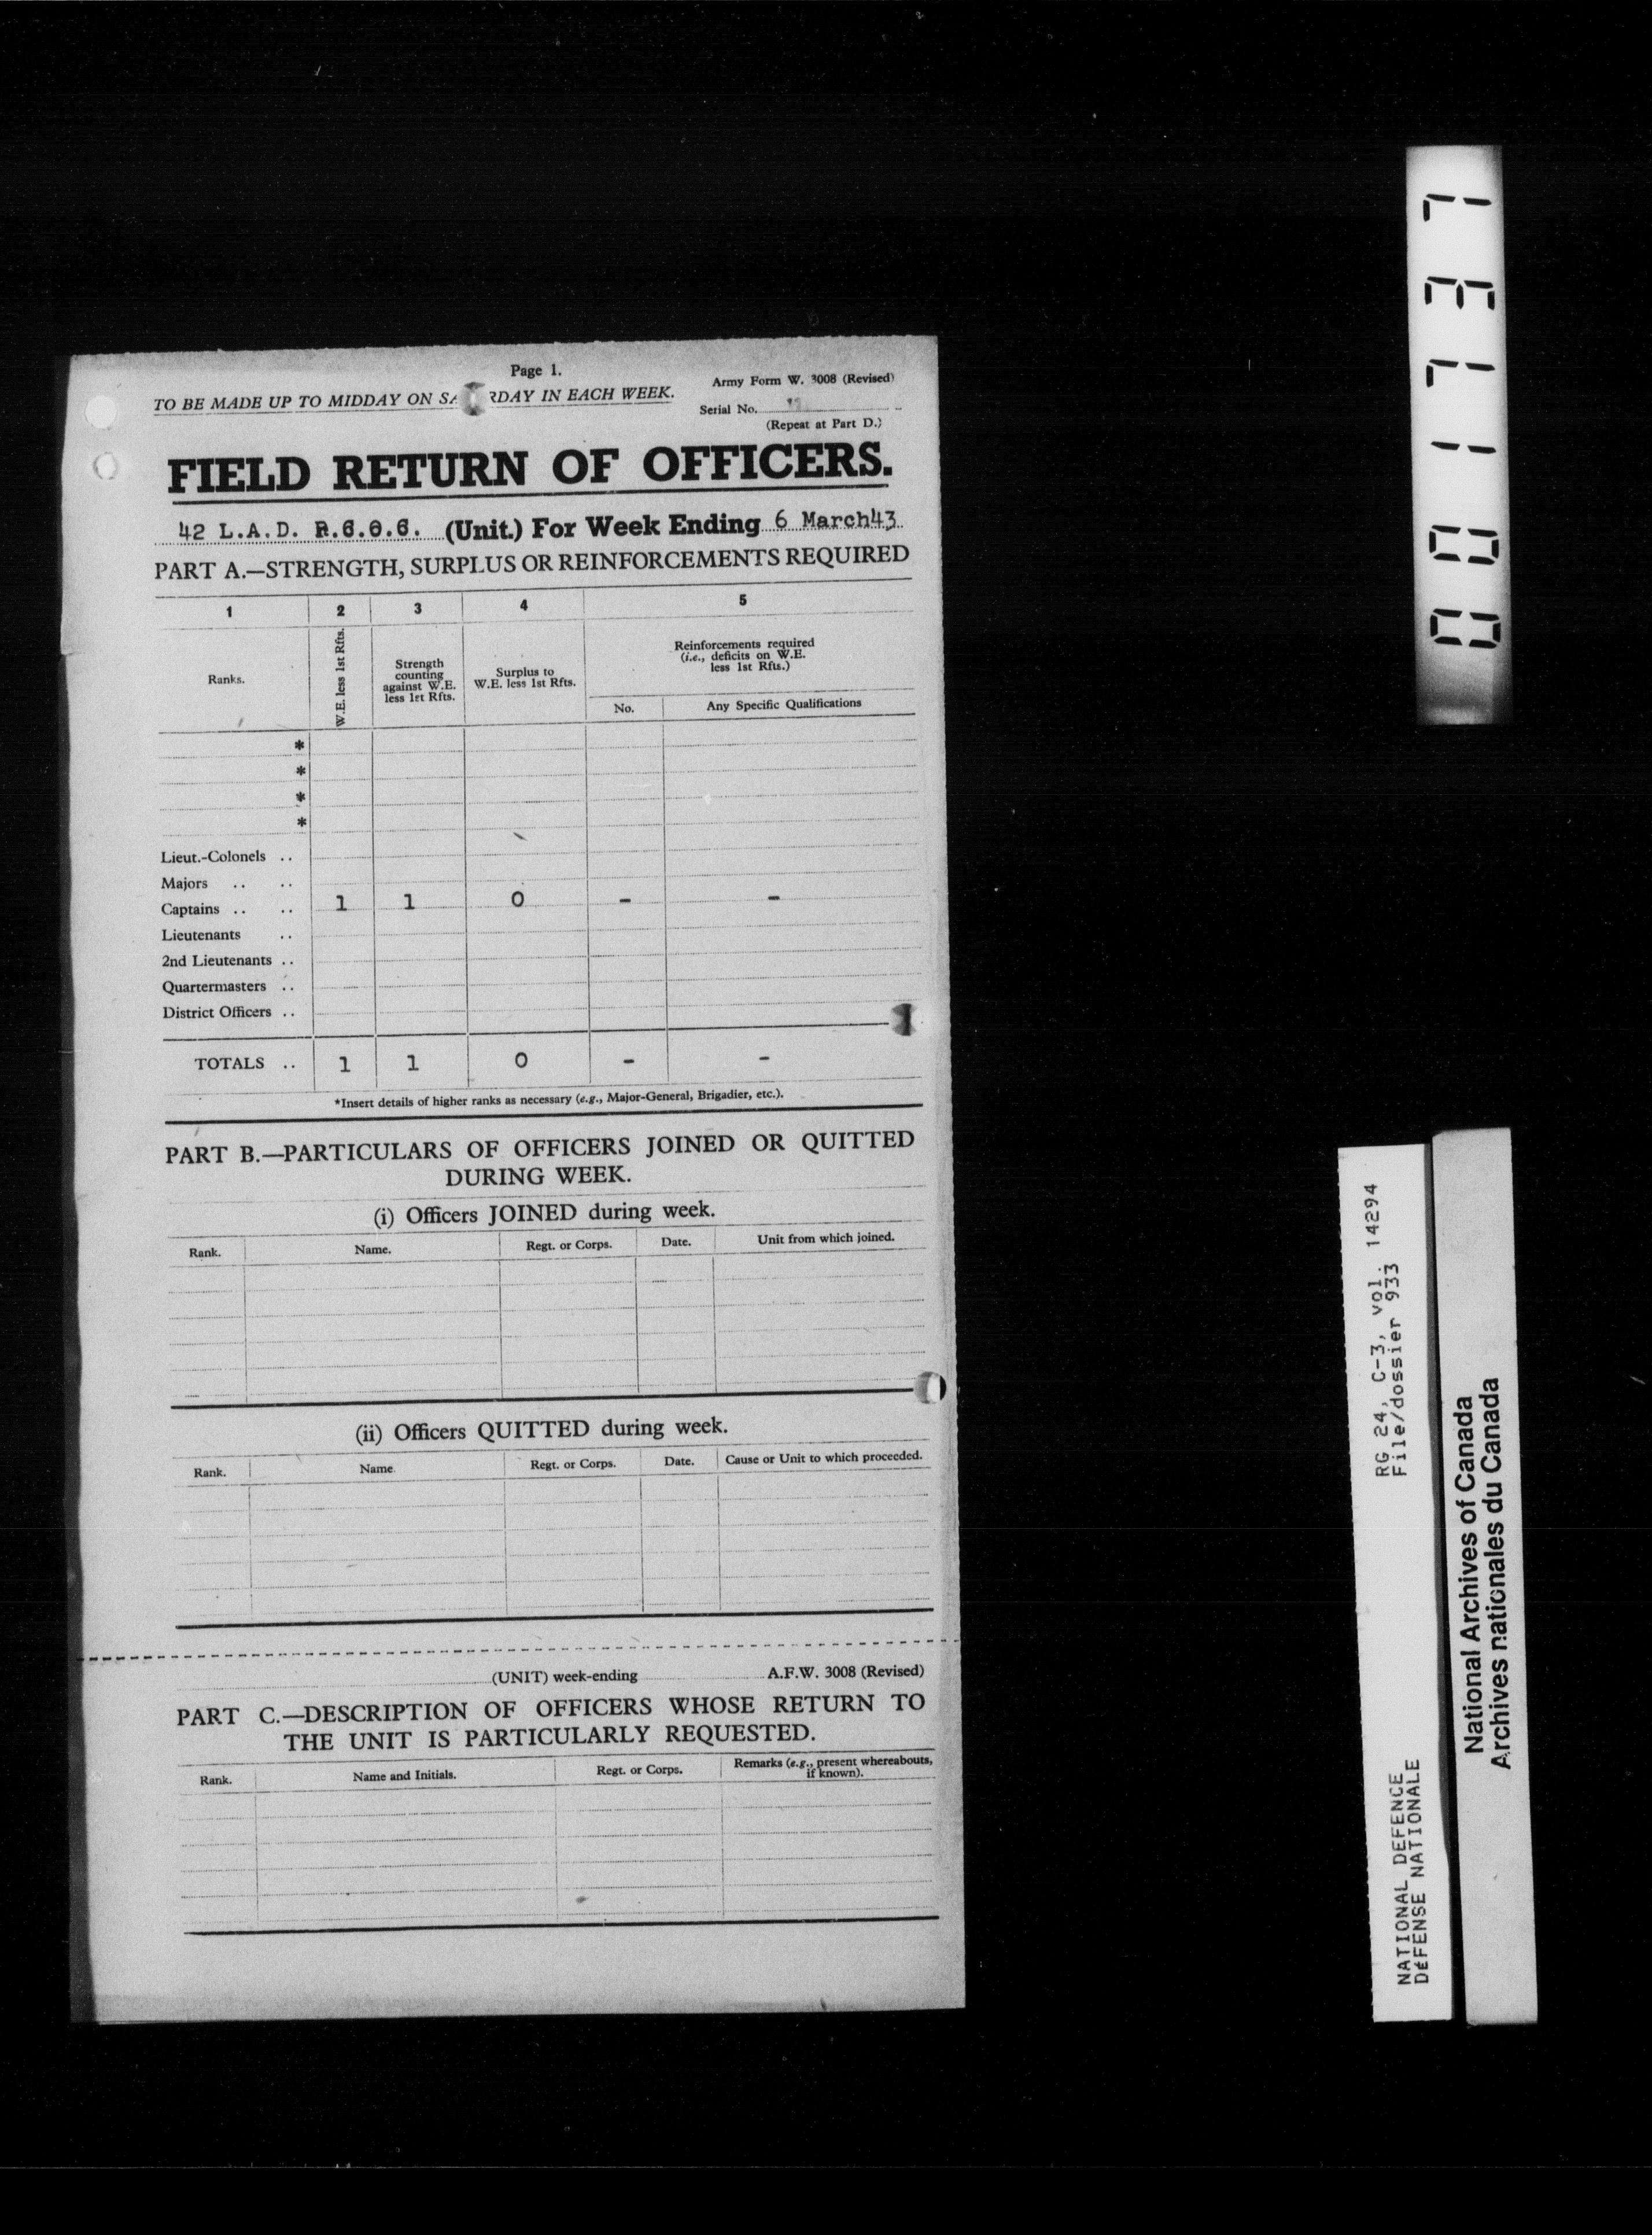 Page 1.
TO BE MADE UP TO MIDDAY ON SA RDAY IN EACH WEEK.
Army Form W. 3008 (Revised)
Serial No.
(Repeat at Part D.)
FIELD RETURN OF OFFICERS.
42 L.A.D. R.C.O.C. (Unit.) For Week Ending 6 March43
PART A.—STRENGTH, SURPLUS OR REINFORCEMENTS REQUIRED
1 2 3 4 5
Ranks.
W.E. less 1st Rfts.
Strength
counting
against W.E.
less 1st Rfts.
Surplus to
W.E. less 1st Rfts.
Reinforcements required
(i.e., deficits on W.E.
less 1st Rfts.)
No. Any Specific Qualifications
*
*
*
*
Lieut.-Colonels ..
Majors .. ..
Captains .. .. 1 1 0 - -
Lieutenants ..
2nd Lieutenants ..
Quartermasters ..
District Officers ..
TOTALS .. 1 1 0 - -
*Insert details of higher ranks as necessary (e.g., Major-General, Brigadier, etc.).
PART B.—PARTICULARS OF OFFICERS JOINED OR QUITTED
DURING WEEK.
(i) Officers JOINED during week.
Rank. Name. Regt. or Corps. Date. Unit from which joined.
(ii) Officers QUITTED during week.
Rank. Name. Regt. or Corps. Date. Cause or Unit to which proceeded.
(UNIT) week-ending A.F.W. 3008 (Revised)
PART C.—DESCRIPTION OF OFFICERS WHOSE RETURN TO
THE UNIT IS PARTICULARLY REQUESTED.
Rank. Name and Initials. Regt. or Corps. Remarks (e.g., present whereabouts,
if known).
001737
RG 24, C-3, vol. 14294
File/dossier 933
NATIONAL DEFENCE
DéFENSE NATIONALE
National Archives of Canada
Archives nationales du Canada